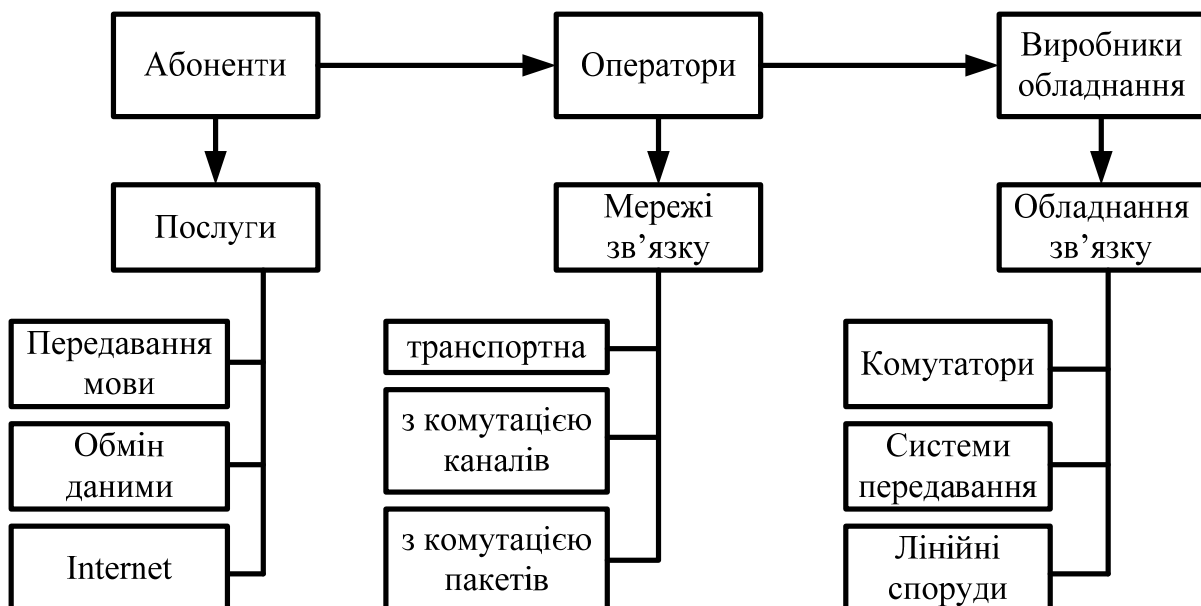 Абоненти
Оператори
Виробники
обладнання
Послуги
Мережі
зв’язку
Обладнання
зв’язку
Передавання
мови
Обмін
даними
Internet
транспортна
з комутацією
каналів
з комутацією
пакетів
Комутатори
Системи
передавання
Лінійні
споруди